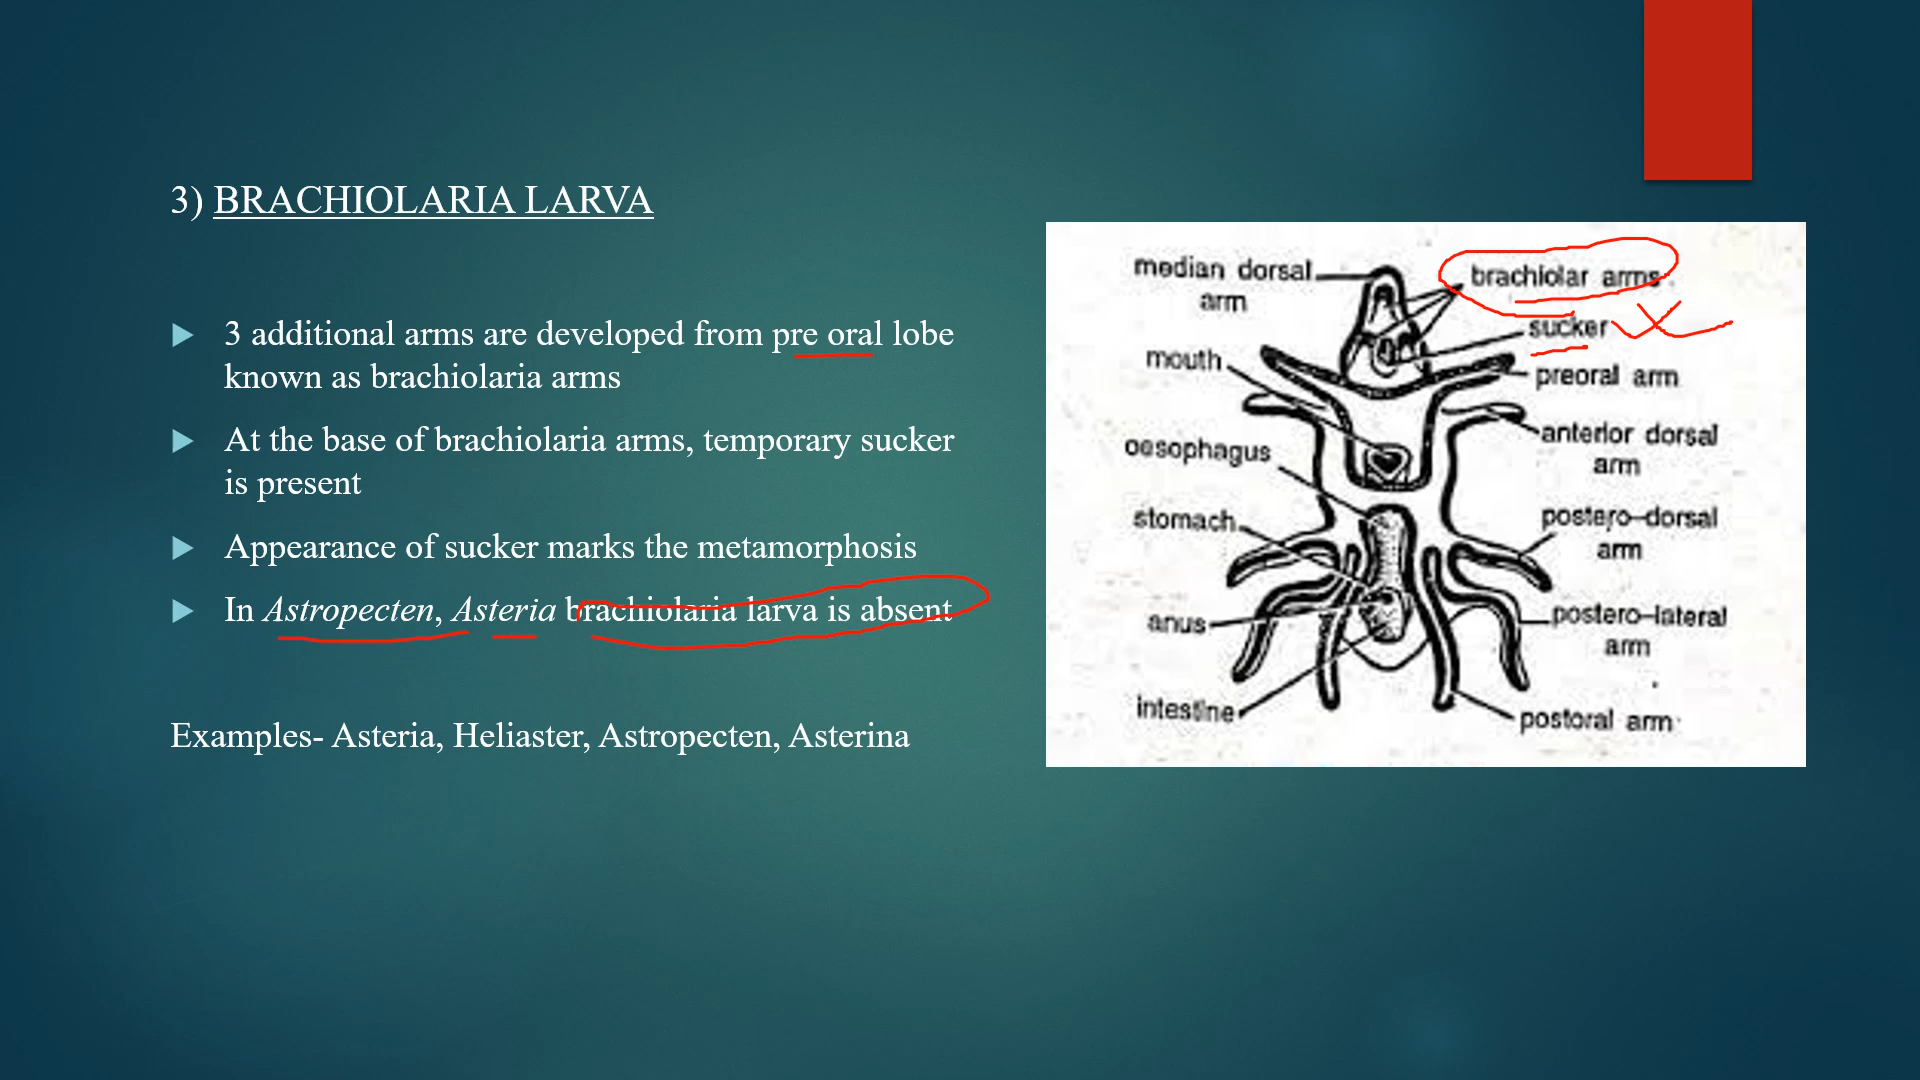 3) BRACHIOLARIA LARVA
3 additional arms are developed from pre oral lobe
known as brachiolaria arms
At the base of brachiolaria arms, temporary sucker
is present
Appearance of sucker marks the metamorphosis
In Astropecten, Asteria brachiolaria larva is absent
Examples- Asteria, Heliaster, Astropecten, Asterina
median dorsal
arm
brachiolar arms
sucker
mouth
preoral arm
anterior dorsal
arm
oesophagus
stomach
postero-dorsal
arm
anus
postero-lateral
arm
intestine
postoral arm